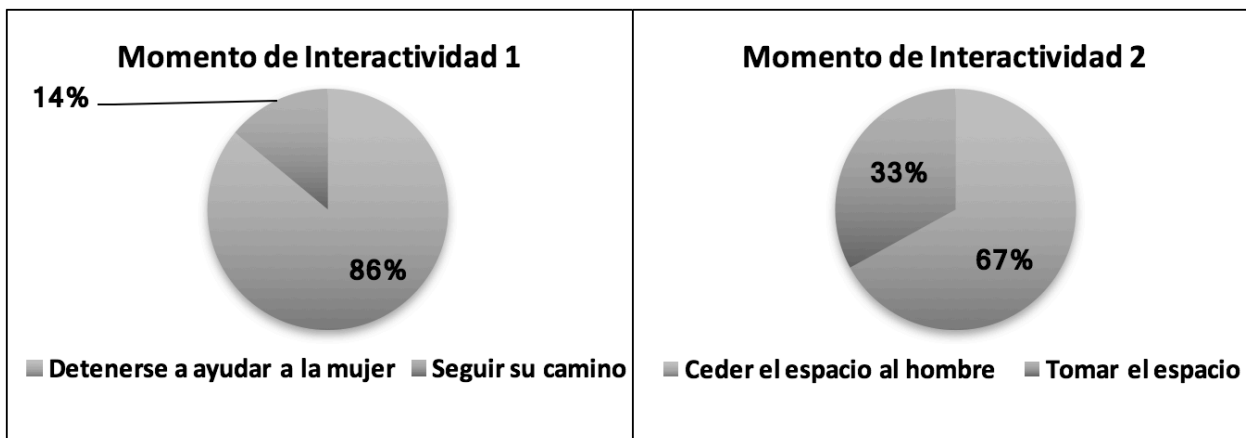 Momento de Interactividad 1
14%
86%
Detenerse a ayudar a la mujer Seguir su camino
Momento de Interactividad 2
33%
67%
Ceder el espacio al hombre Tomar el espacio